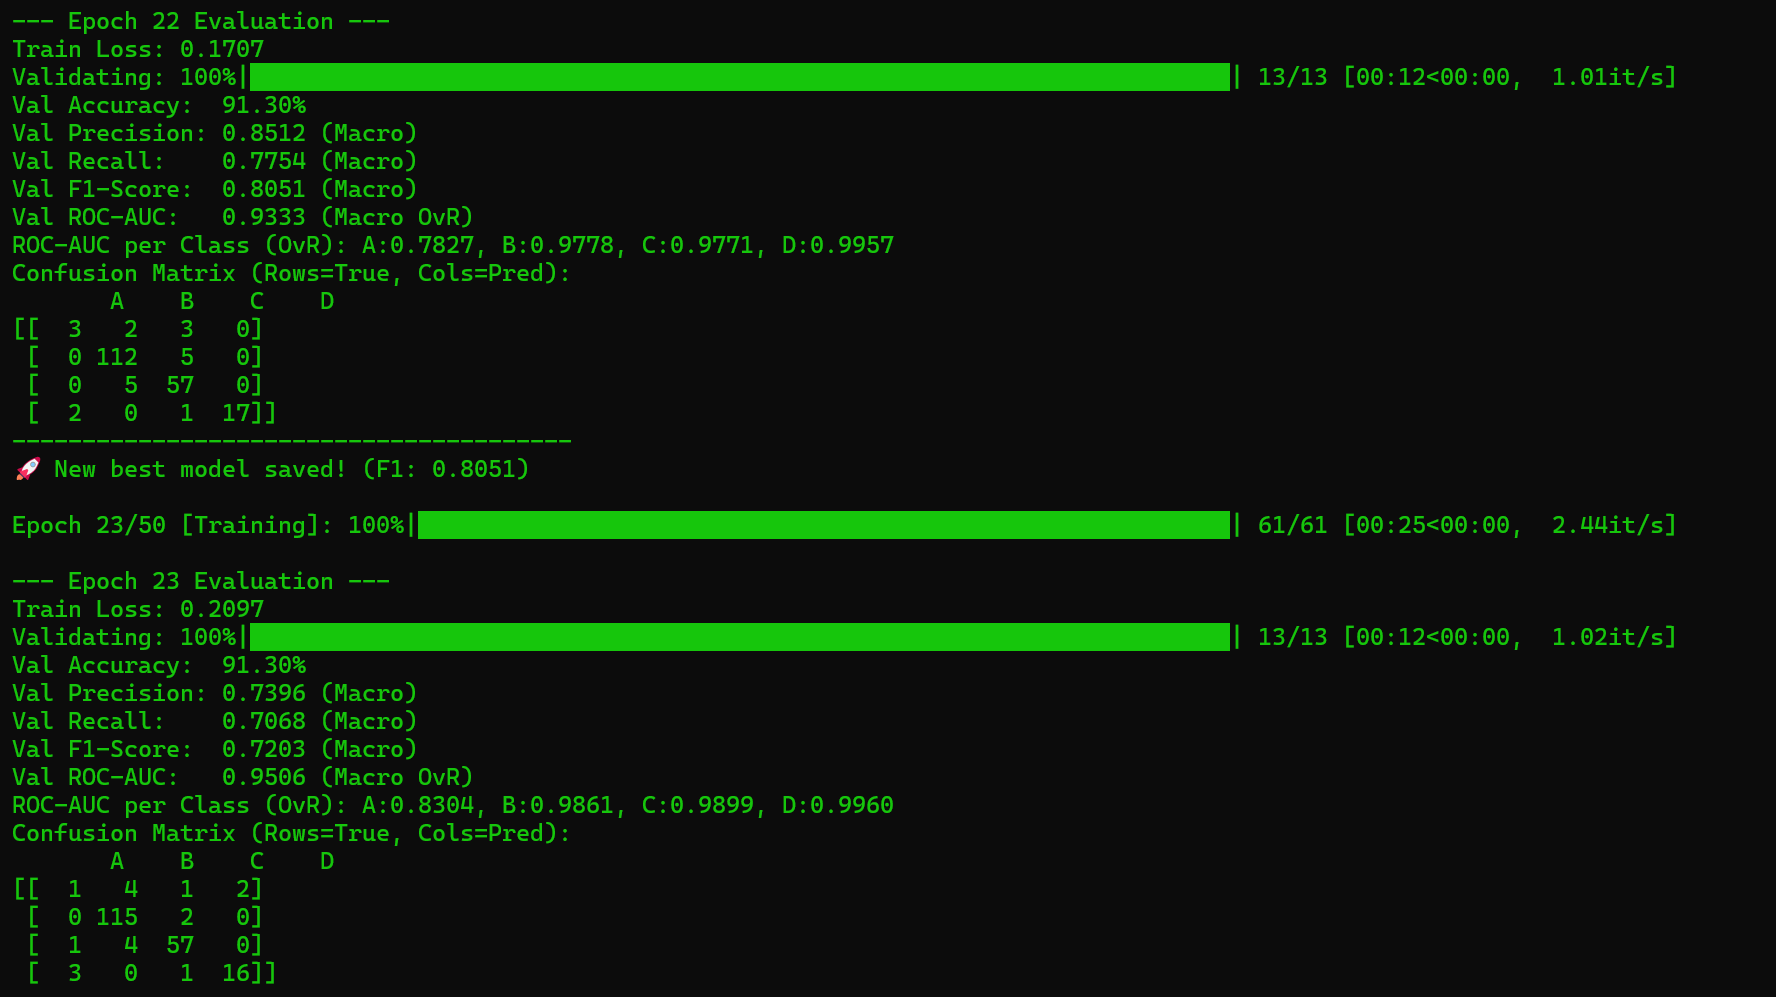 --- Epoch 22 Evaluation ---
Train Loss: 0.1707
Validating: 100%|██████████| 13/13 [00:12<00:00,  1.01it/s]
Val Accuracy:  91.30%
Val Precision: 0.8512 (Macro)
Val Recall:    0.7754 (Macro)
Val F1-Score:  0.8051 (Macro)
Val ROC-AUC:   0.9333 (Macro OvR)
ROC-AUC per Class (OvR): A:0.7827, B:0.9778, C:0.9771, D:0.9957
Confusion Matrix (Rows=True, Cols=Pred):
       A    B    C    D
[[  3   2   3   0]
 [  0 112   5   0]
 [  0   5  57   0]
 [  2   0   1  17]]
----------------------------------------
🚀 New best model saved! (F1: 0.8051)
Epoch 23/50 [Training]: 100%|██████████| 61/61 [00:25<00:00,  2.44it/s]
--- Epoch 23 Evaluation ---
Train Loss: 0.2097
Validating: 100%|██████████| 13/13 [00:12<00:00,  1.02it/s]
Val Accuracy:  91.30%
Val Precision: 0.7396 (Macro)
Val Recall:    0.7068 (Macro)
Val F1-Score:  0.7203 (Macro)
Val ROC-AUC:   0.9506 (Macro OvR)
ROC-AUC per Class (OvR): A:0.8304, B:0.9861, C:0.9899, D:0.9960
Confusion Matrix (Rows=True, Cols=Pred):
       A    B    C    D
[[  1   4   1   2]
 [  0 115   2   0]
 [  1   4  57   0]
 [  3   0   1  16]]